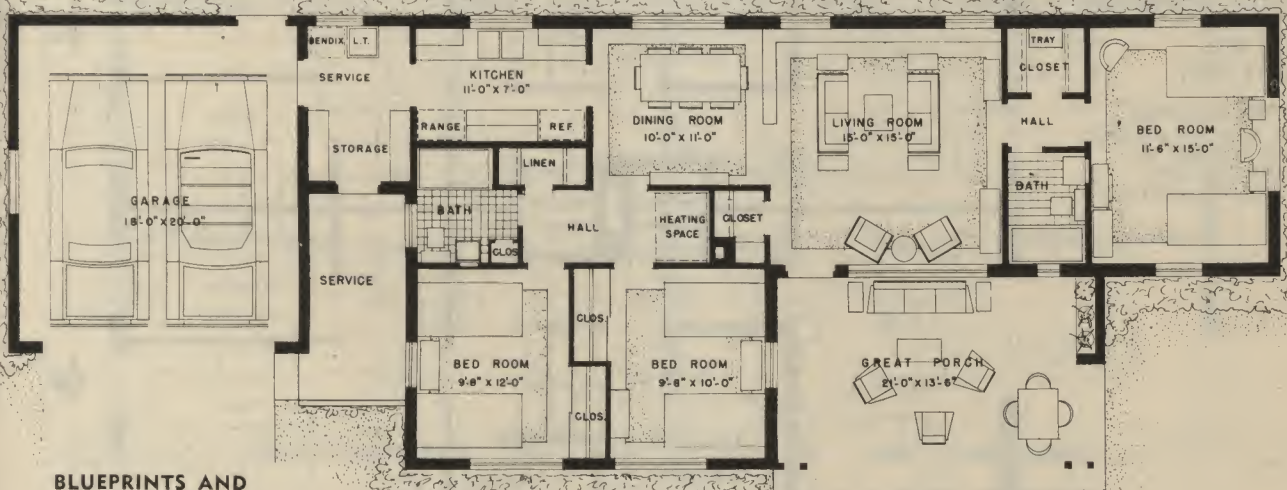 BENDIX
L.T.
SERVICE
KITCHEN
11'-0" X 7'-0"
RANGE
REF.
STORAGE
DINING ROOM
10'-0" X 11'-0"
LIVING ROOM
15'-0" X 15'-0"
TRAY
CLOSET
HALL
BED ROOM
11'-6" X 15'-0"
BATH
GARAGE
18'-0" X 20'-0"
LINEN
BATH
CLOS.
HALL
HEATING
SPACE
CLOSET
SERVICE
CLOS.
CLOS.
BED ROOM
9'-8" X 12'-0"
BED ROOM
9'-8" X 10'-0"
GREAT PORCH
21'-0" X 13'-6"
BLUEPRINTS AND